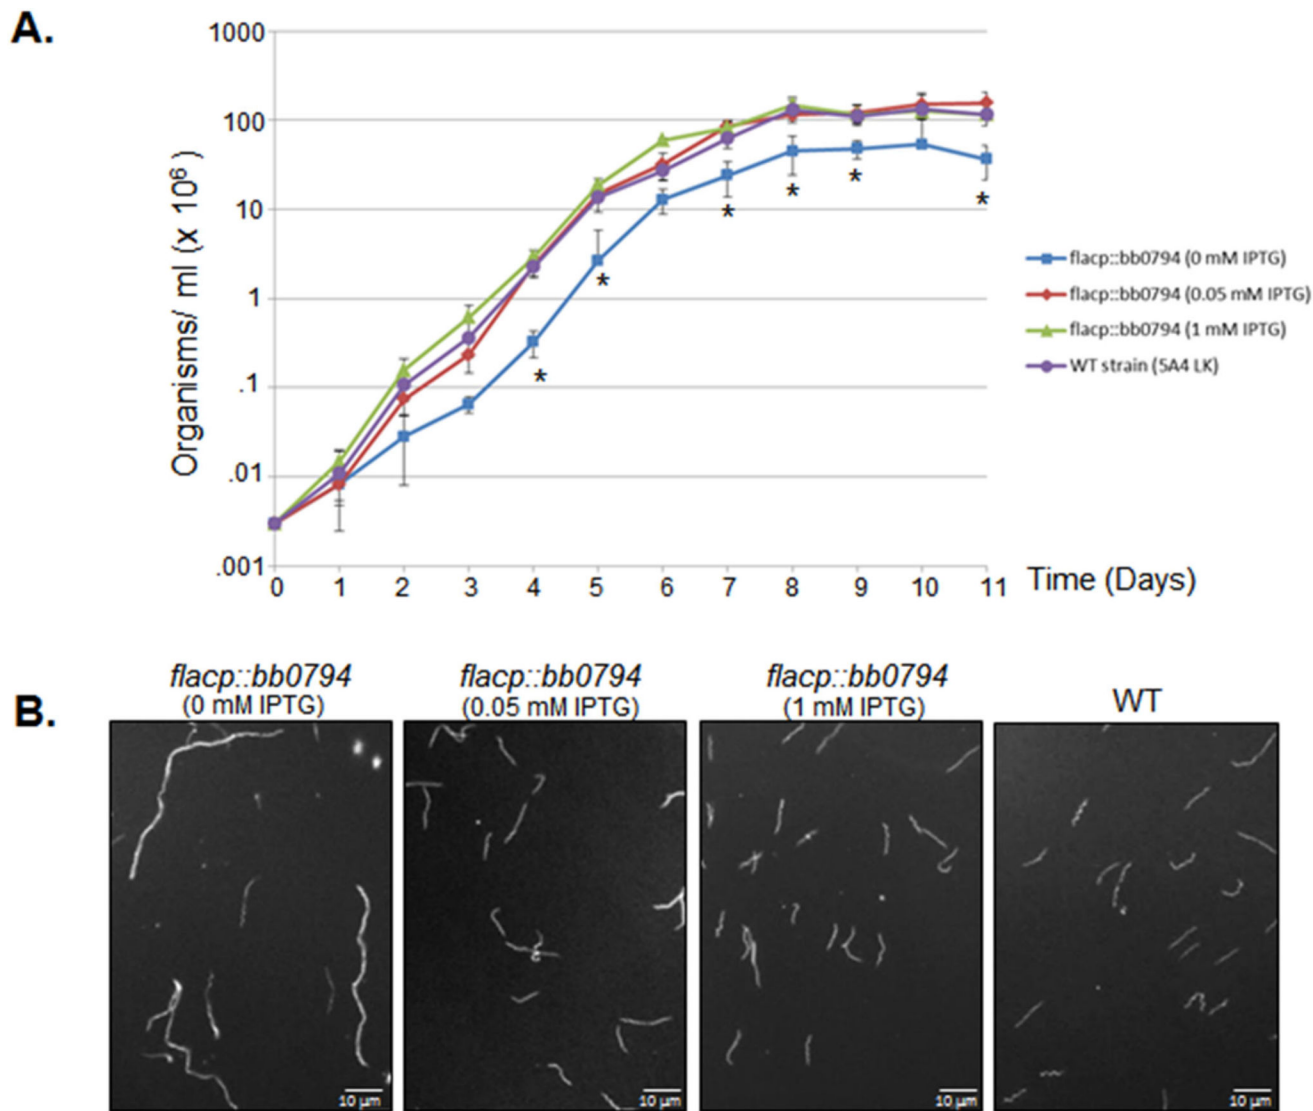 A.
1000
100
10
1
.1
.01
.001
Organisms/ ml (x 10⁶ )
*
*
*
*
*
*
0 1 2 3 4 5 6 7 8 9 10 11
Time (Days)
flacp::bb0794 (0 mM IPTG)
flacp::bb0794 (0.05 mM IPTG)
flacp::bb0794 (1 mM IPTG)
WT strain (5A4 LK)
B.
flacp::bb0794
(0 mM IPTG)
flacp::bb0794
(0.05 mM IPTG)
flacp::bb0794
(1 mM IPTG)
WT
10 µm
10 µm
10 µm
10 µm